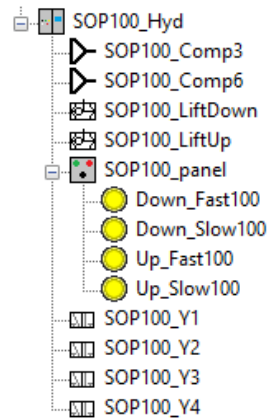 SOP100_Hyd
SOP100_Comp3
SOP100_Comp6
SOP100_LiftDown
SOP100_LiftUp
SOP100_panel
Down_Fast100
Down_Slow100
Up_Fast100
Up_Slow100
SOP100_Y1
SOP100_Y2
SOP100_Y3
SOP100_Y4